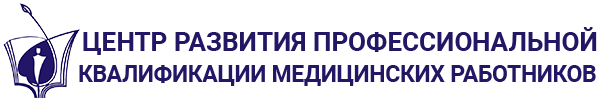 ЦЕНТР РАЗВИТИЯ ПРОФЕССИОНАЛЬНОЙ
КВАЛИФИКАЦИИ МЕДИЦИНСКИХ РАБОТНИКОВ